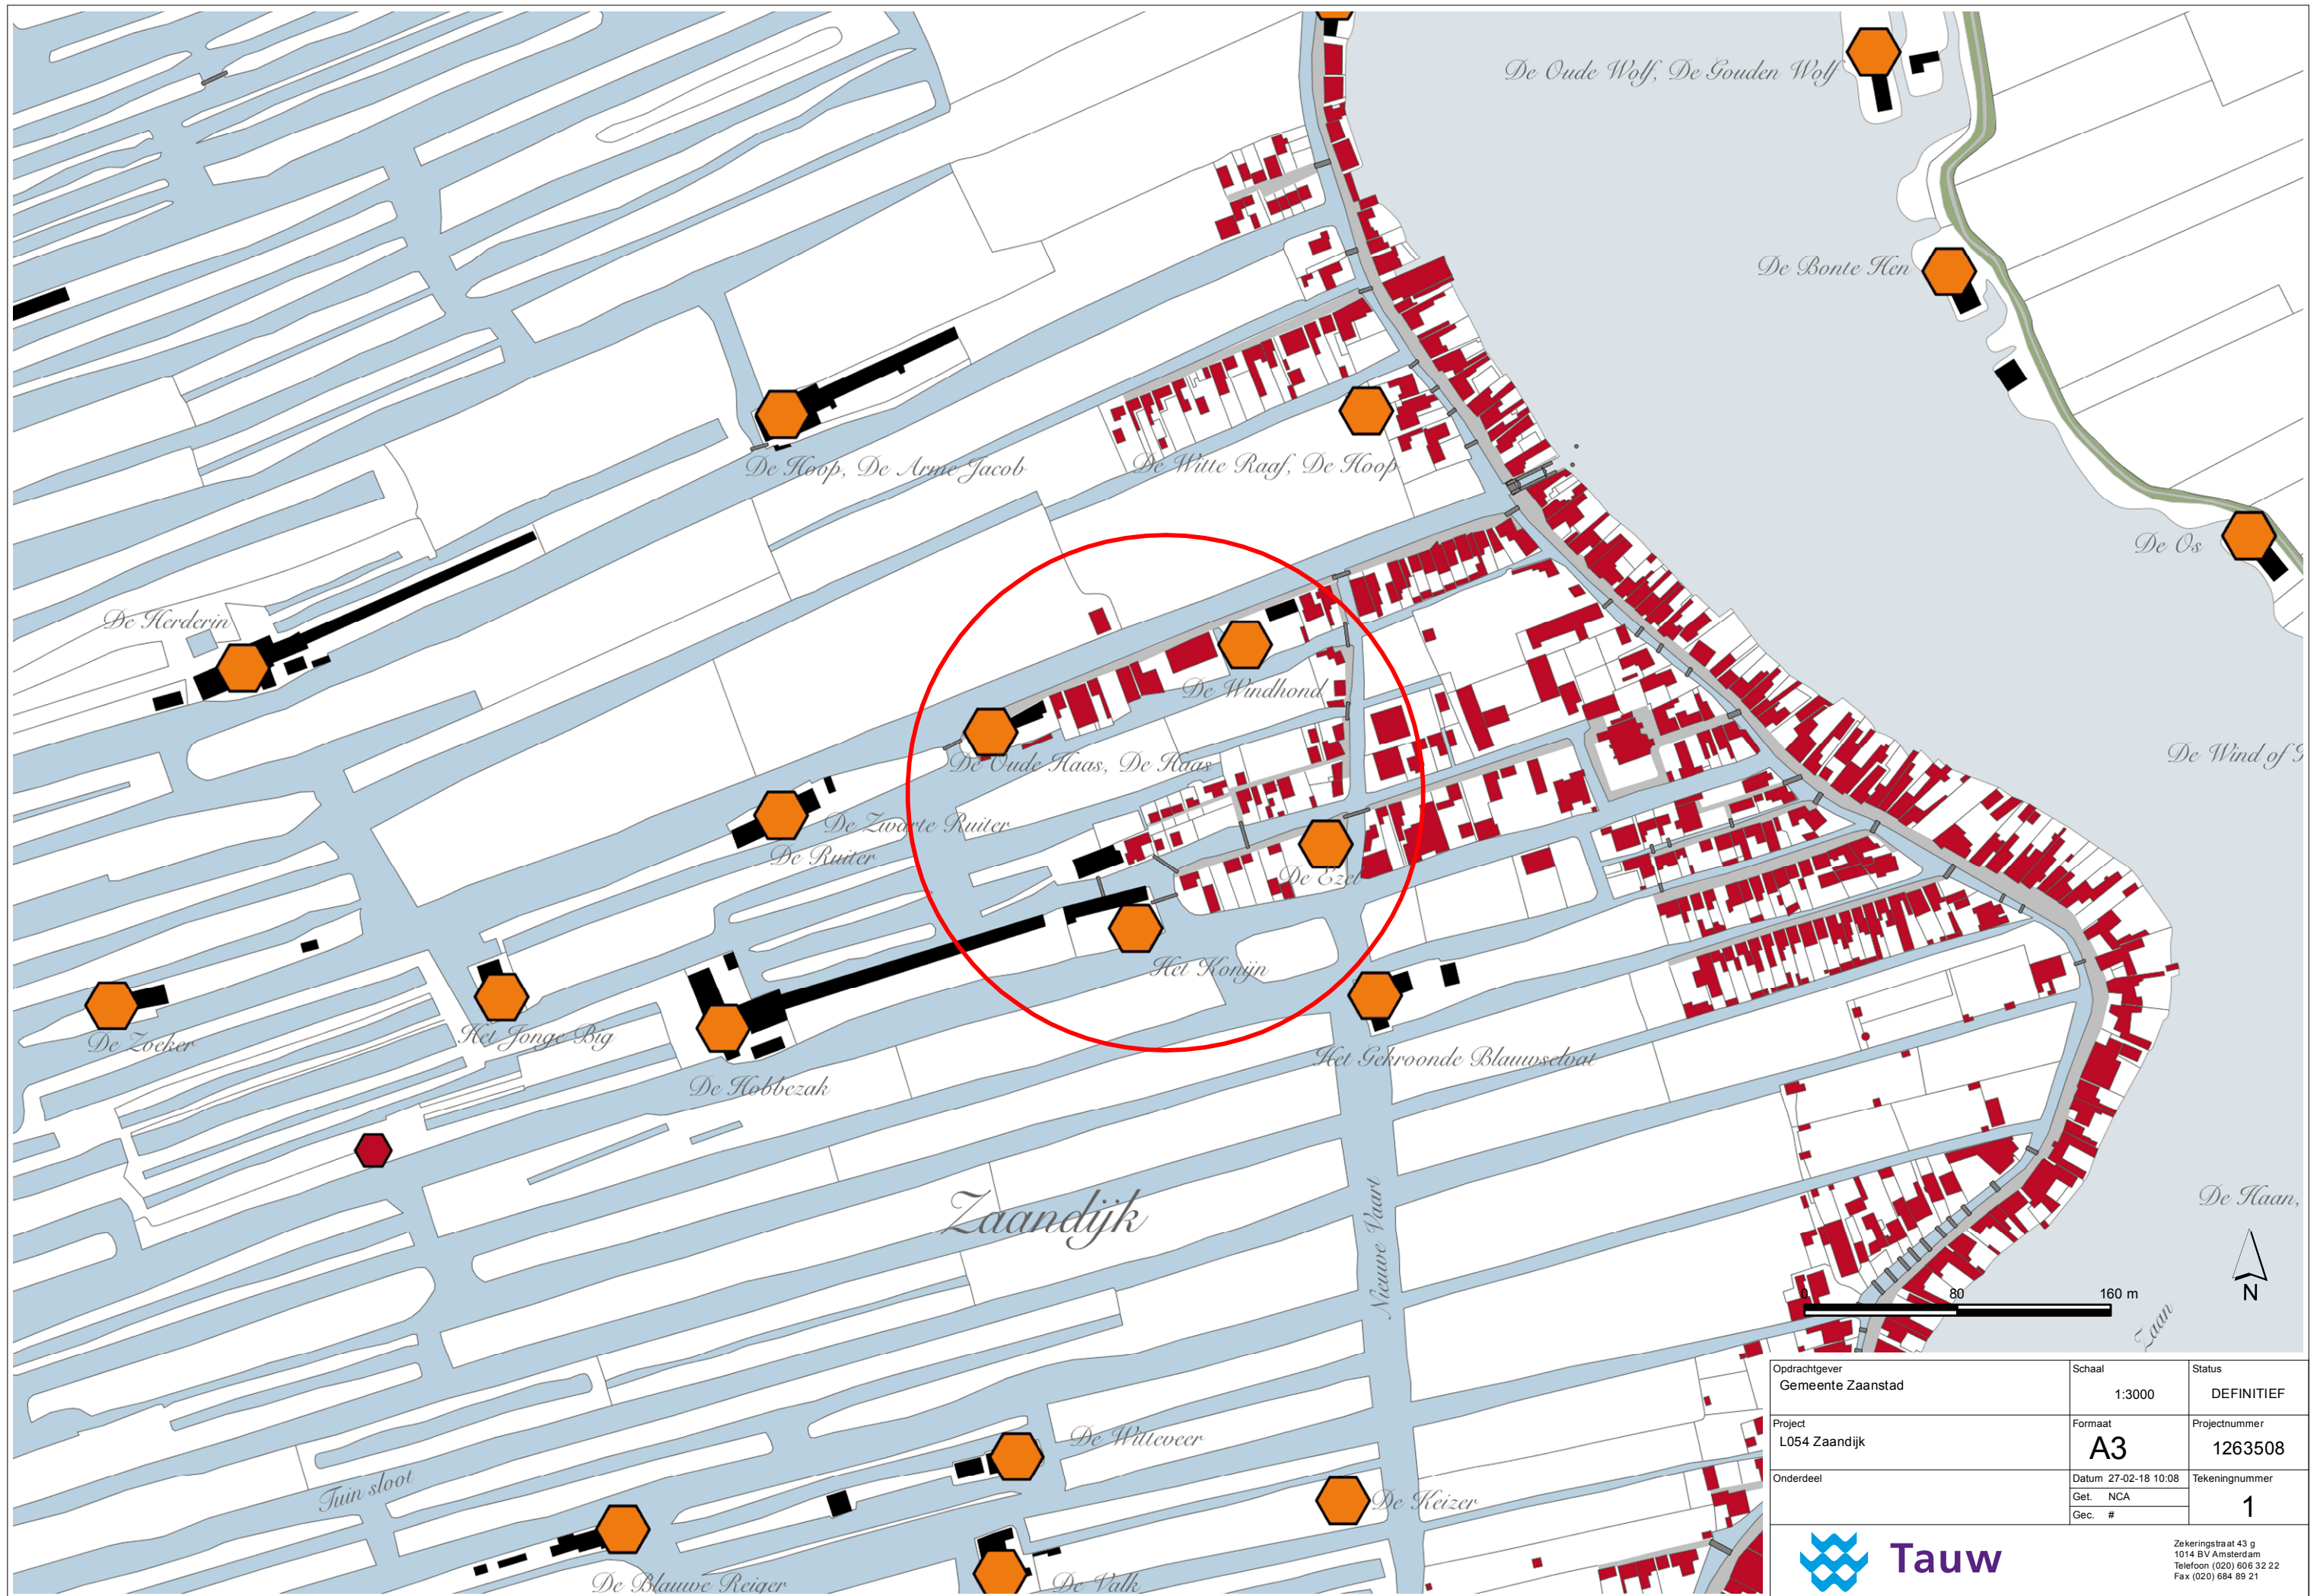 De Oude Wolf, De Gouden Wolf
De Bonte Hen
De Hoop, De Arme Jacob
De Witte Raaf, De Hoop
De Os
De Herderin
De Windhond
De Oude Haas, De Haas
De Wind of
De Zwarte Ruiter
De Ruiter
De Ezel
Het Konijn
De Zoeker
Het Jonge Big
De Hobbezak
Het Gekroonde Blauwselvat
Zaandijk
Nieuwe Vaart
De Haan,
N
0 80 160 m
Zaan
Tuin sloot
De Witteveer
De Keizer
De Blauwe Reiger
De Valk
Opdrachtgever
Gemeente Zaanstad
Schaal
1:3000
Status
DEFINITIEF
Project
L054 Zaandijk
Formaat
A3
Projectnummer
1263508
Onderdeel
Datum 27-02-18 10:08
Get. NCA
Gec. #
Tekeningnummer
1
Tauw
Zekeringstraat 43 g
1014 BV Amsterdam
Telefoon (020) 606 32 22
Fax (020) 684 89 21